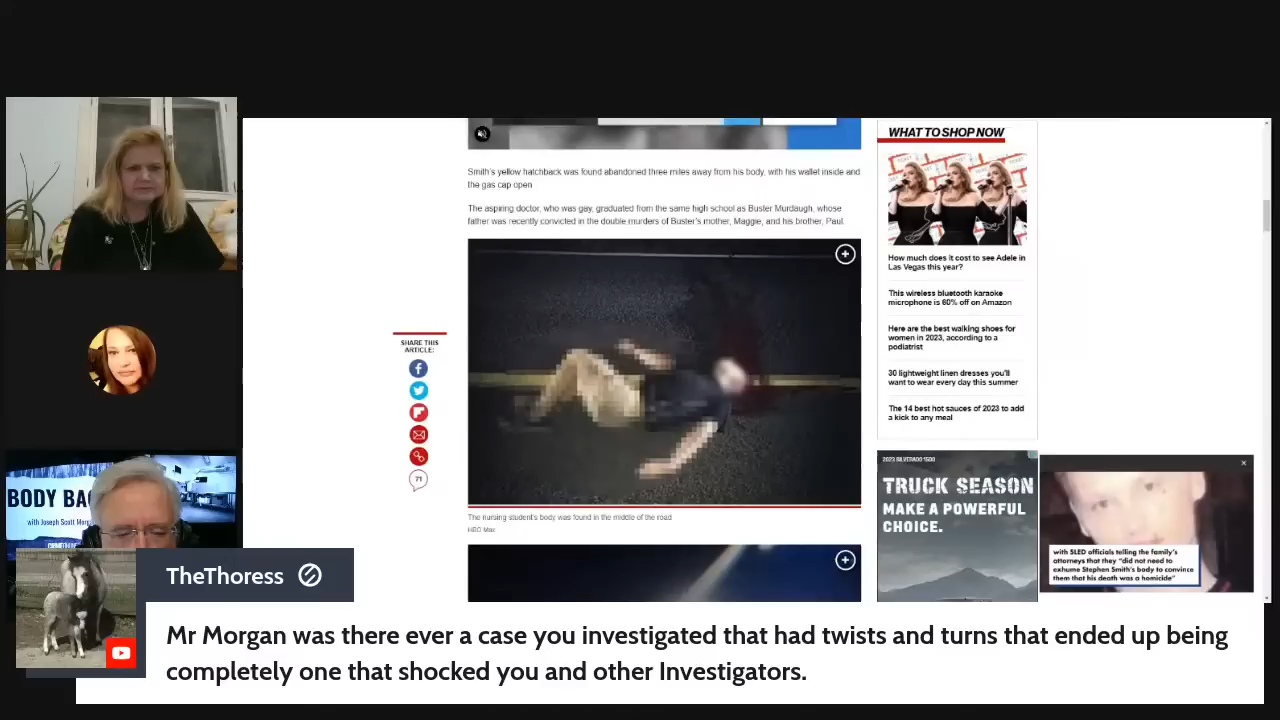 WHAT TO SHOP NOW
Smith's yellow hatchback was found abandoned three miles away from his body, with his wallet inside and
the gas cap open
The aspiring doctor, who was gay, graduated from the same high school as Buster Murdaugh, whose
father was recently convicted in the double murders of Buster's mother, Maggie, and his brother, Paul.
How much does it cost to see Adele in
Las Vegas this year?
This wireless bluetooth karaoke
microphone is 60% off on Amazon
Here are the best walking shoes for
women in 2023, according to a
podiatrist
30 lightweight linen dresses you'll
want to wear every day this summer
The 14 best hot sauces of 2023 to add
a kick to any meal
SHARE THIS
ARTICLE:
71
The nursing student's body was found in the middle of the road
HBO Max
2023 SILVERADO 1500
TRUCK SEASON
MAKE A POWERFUL
CHOICE.
with SLED officials telling the family's
attorneys that they "did not need to
exhume Stephen Smith's body to convince
them that his death was a homicide"
BODY BA
with Joseph Scott Mor
TheThoress
Mr Morgan was there ever a case you investigated that had twists and turns that ended up being
completely one that shocked you and other Investigators.